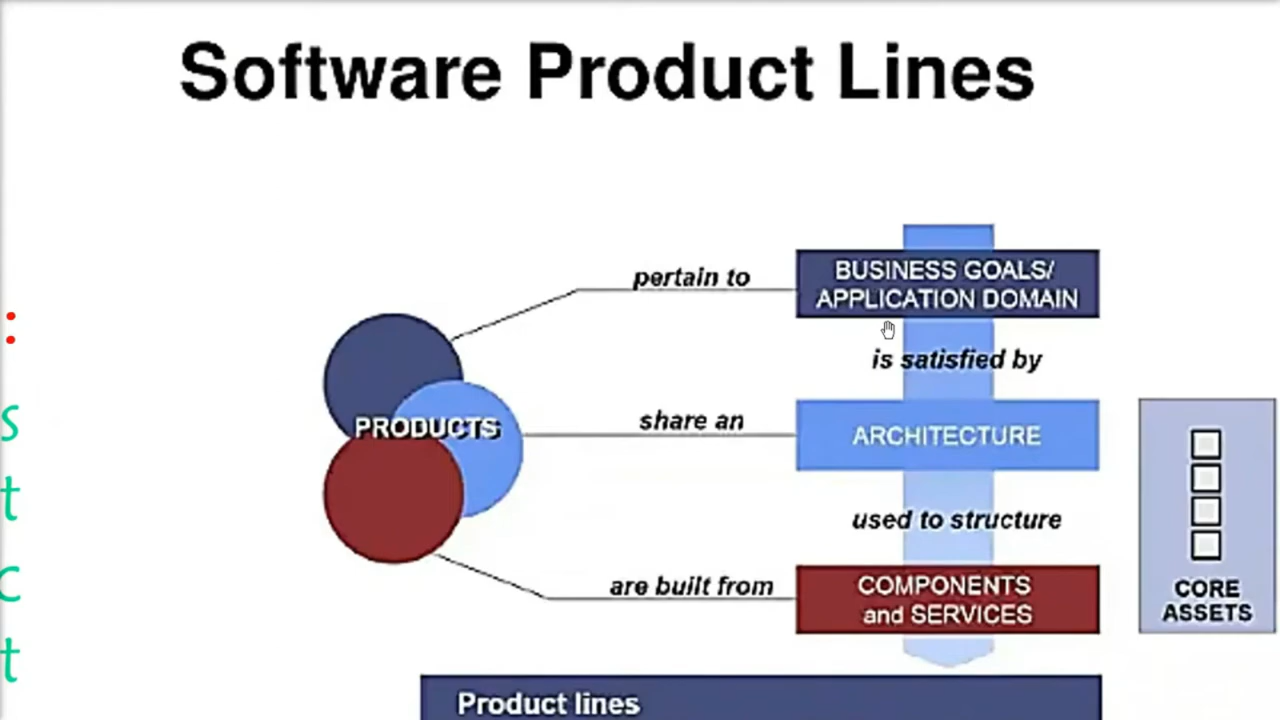 Software Product Lines
pertain to
BUSINESS GOALS/
APPLICATION DOMAIN
is satisfied by
:
s
PRODUCTS
share an
ARCHITECTURE
t
used to structure
c
are built from
COMPONENTS
and SERVICES
CORE
ASSETS
t
Product lines